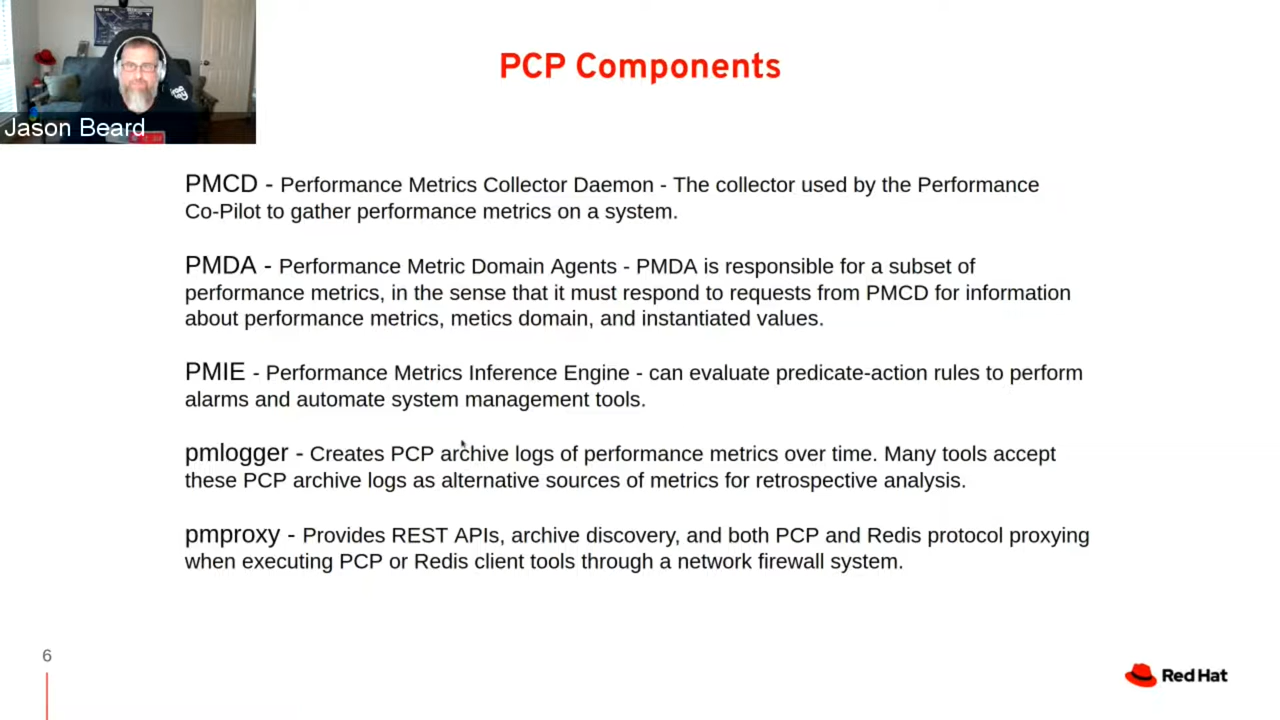 PCP Components
Jason Beard
PMCD - Performance Metrics Collector Daemon - The collector used by the Performance
Co-Pilot to gather performance metrics on a system.
PMDA - Performance Metric Domain Agents - PMDA is responsible for a subset of
performance metrics, in the sense that it must respond to requests from PMCD for information
about performance metrics, metics domain, and instantiated values.
PMIE - Performance Metrics Inference Engine - can evaluate predicate-action rules to perform
alarms and automate system management tools.
pmlogger - Creates PCP archive logs of performance metrics over time. Many tools accept
these PCP archive logs as alternative sources of metrics for retrospective analysis.
pmproxy - Provides REST APIs, archive discovery, and both PCP and Redis protocol proxying
when executing PCP or Redis client tools through a network firewall system.
6
Red Hat